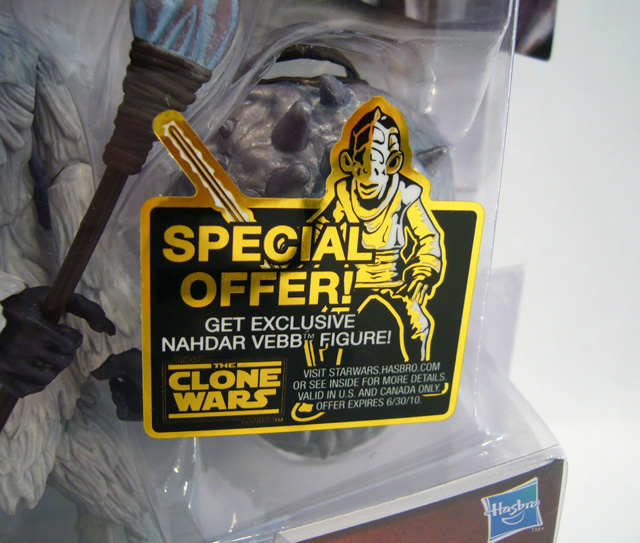 SPECIAL
OFFER!
GET EXCLUSIVE
NAHDAR VEBB™ FIGURE!
THE
CLONE
WARS
VISIT STARWARS.HASBRO.COM
OR SEE INSIDE FOR MORE DETAILS.
VALID IN U.S. AND CANADA ONLY.
OFFER EXPIRES 6/30/10.
Hasbro